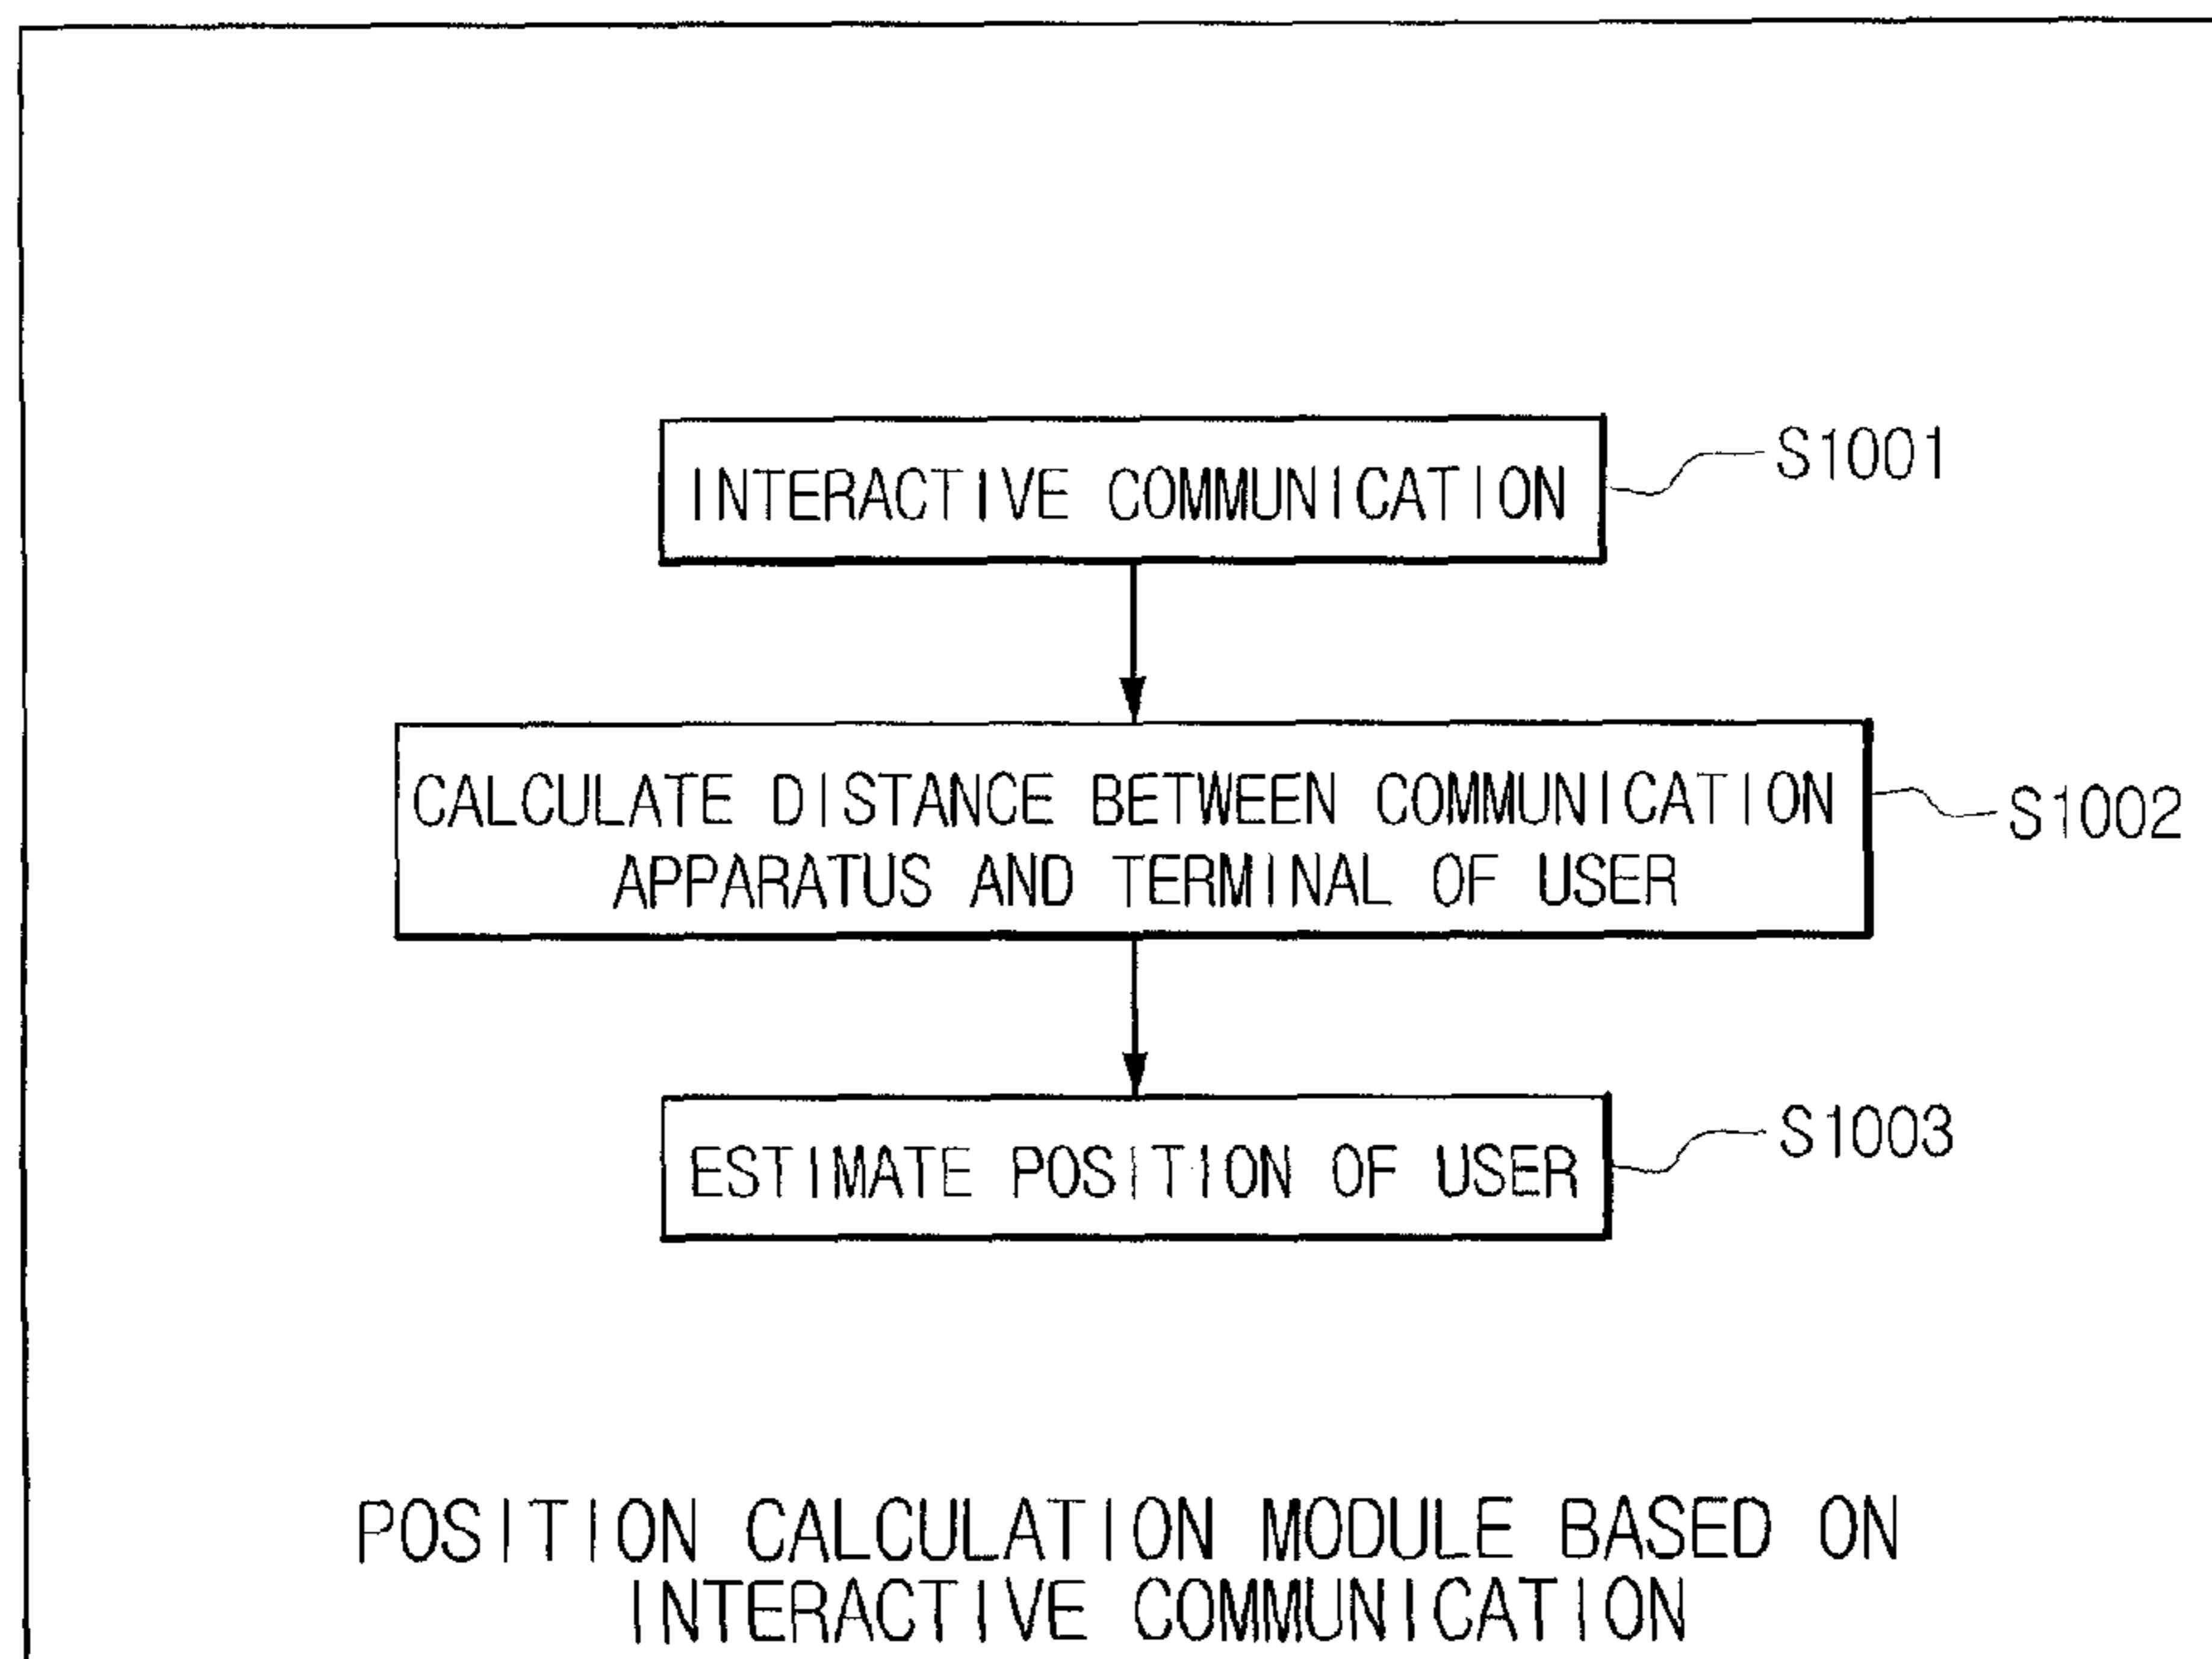 INTERACTIVE COMMUNICATION
S1001
CALCULATE DISTANCE BETWEEN COMMUNICATION
APPARATUS AND TERMINAL OF USER
S1002
ESTIMATE POSITION OF USER
S1003
POSITION CALCULATION MODULE BASED ON
INTERACTIVE COMMUNICATION